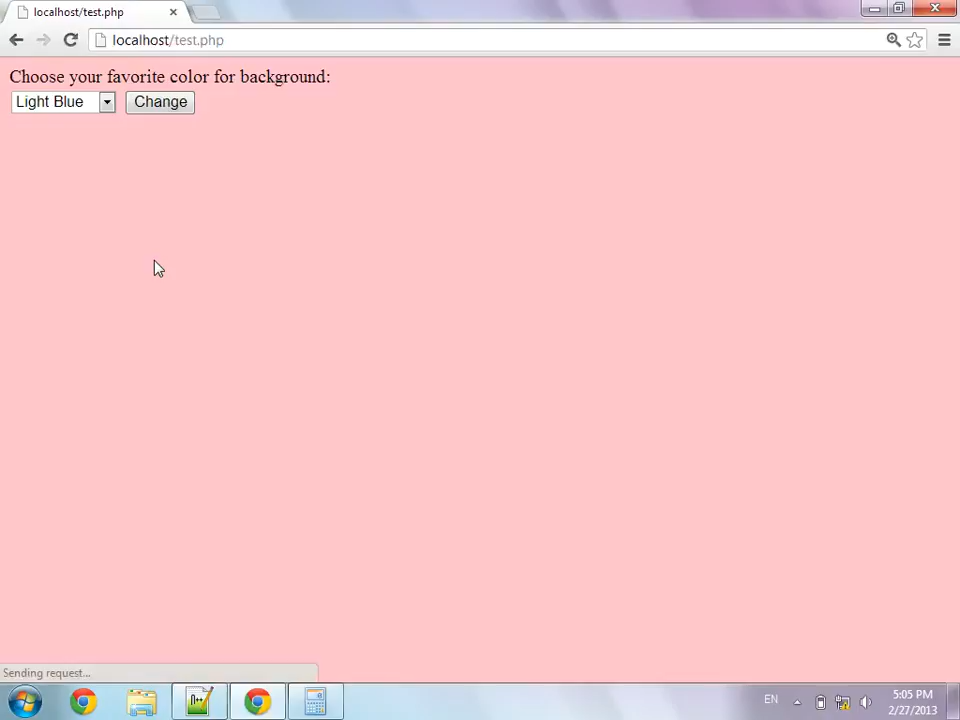 localhost/test.php
localhost/test.php
Choose your favorite color for background:
Light Blue Change
Sending request...
EN
5:05 PM
2/27/2013